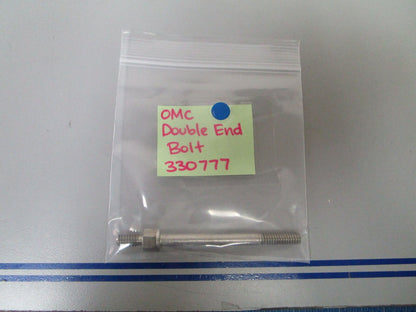 OMC
Double End
Bolt
330777